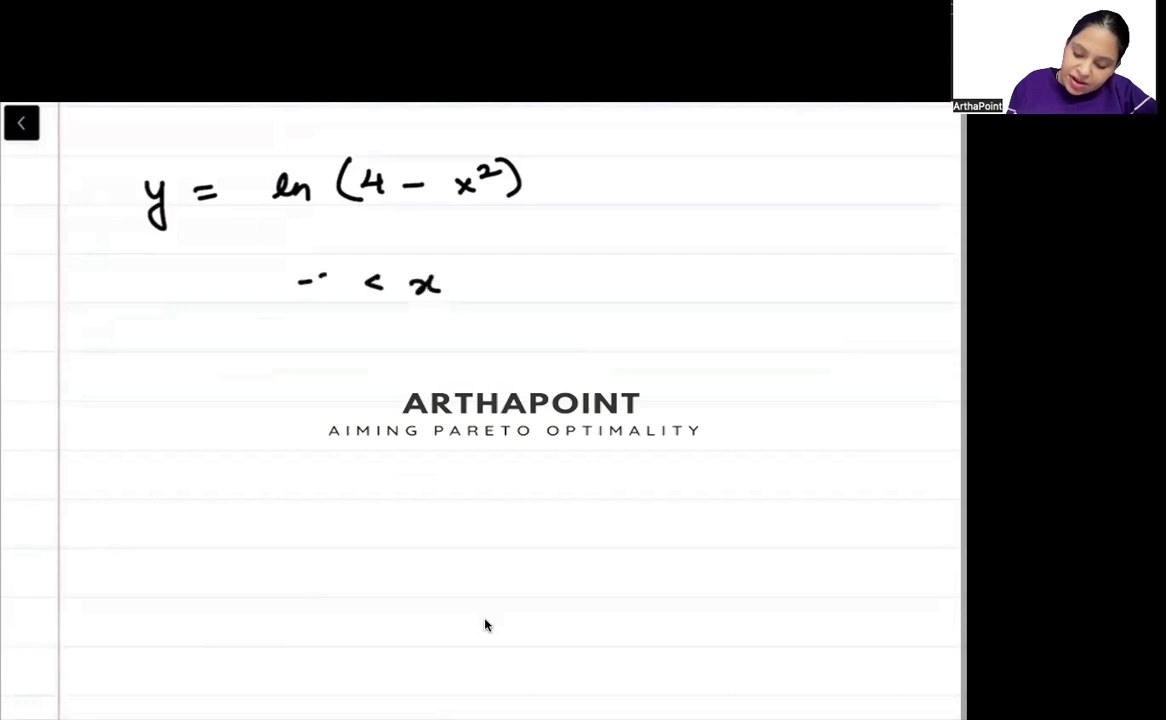 ArthaPoint
y = ln (4 - x²)
< x
ARTHAPOINT
AIMING PARETO OPTIMALITY